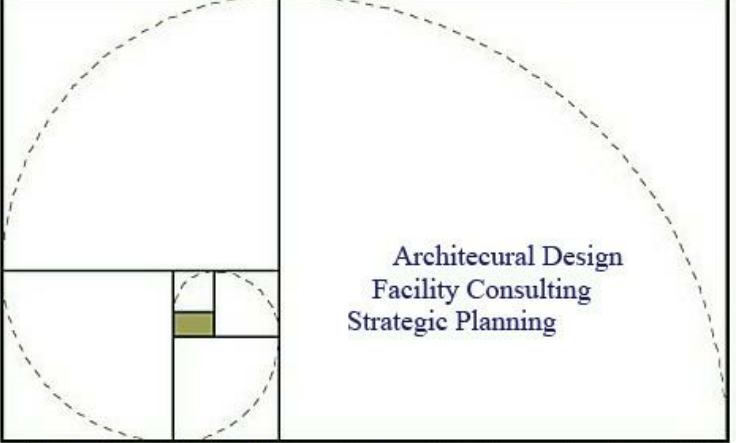 Architecural Design
Facility Consulting
Strategic Planning